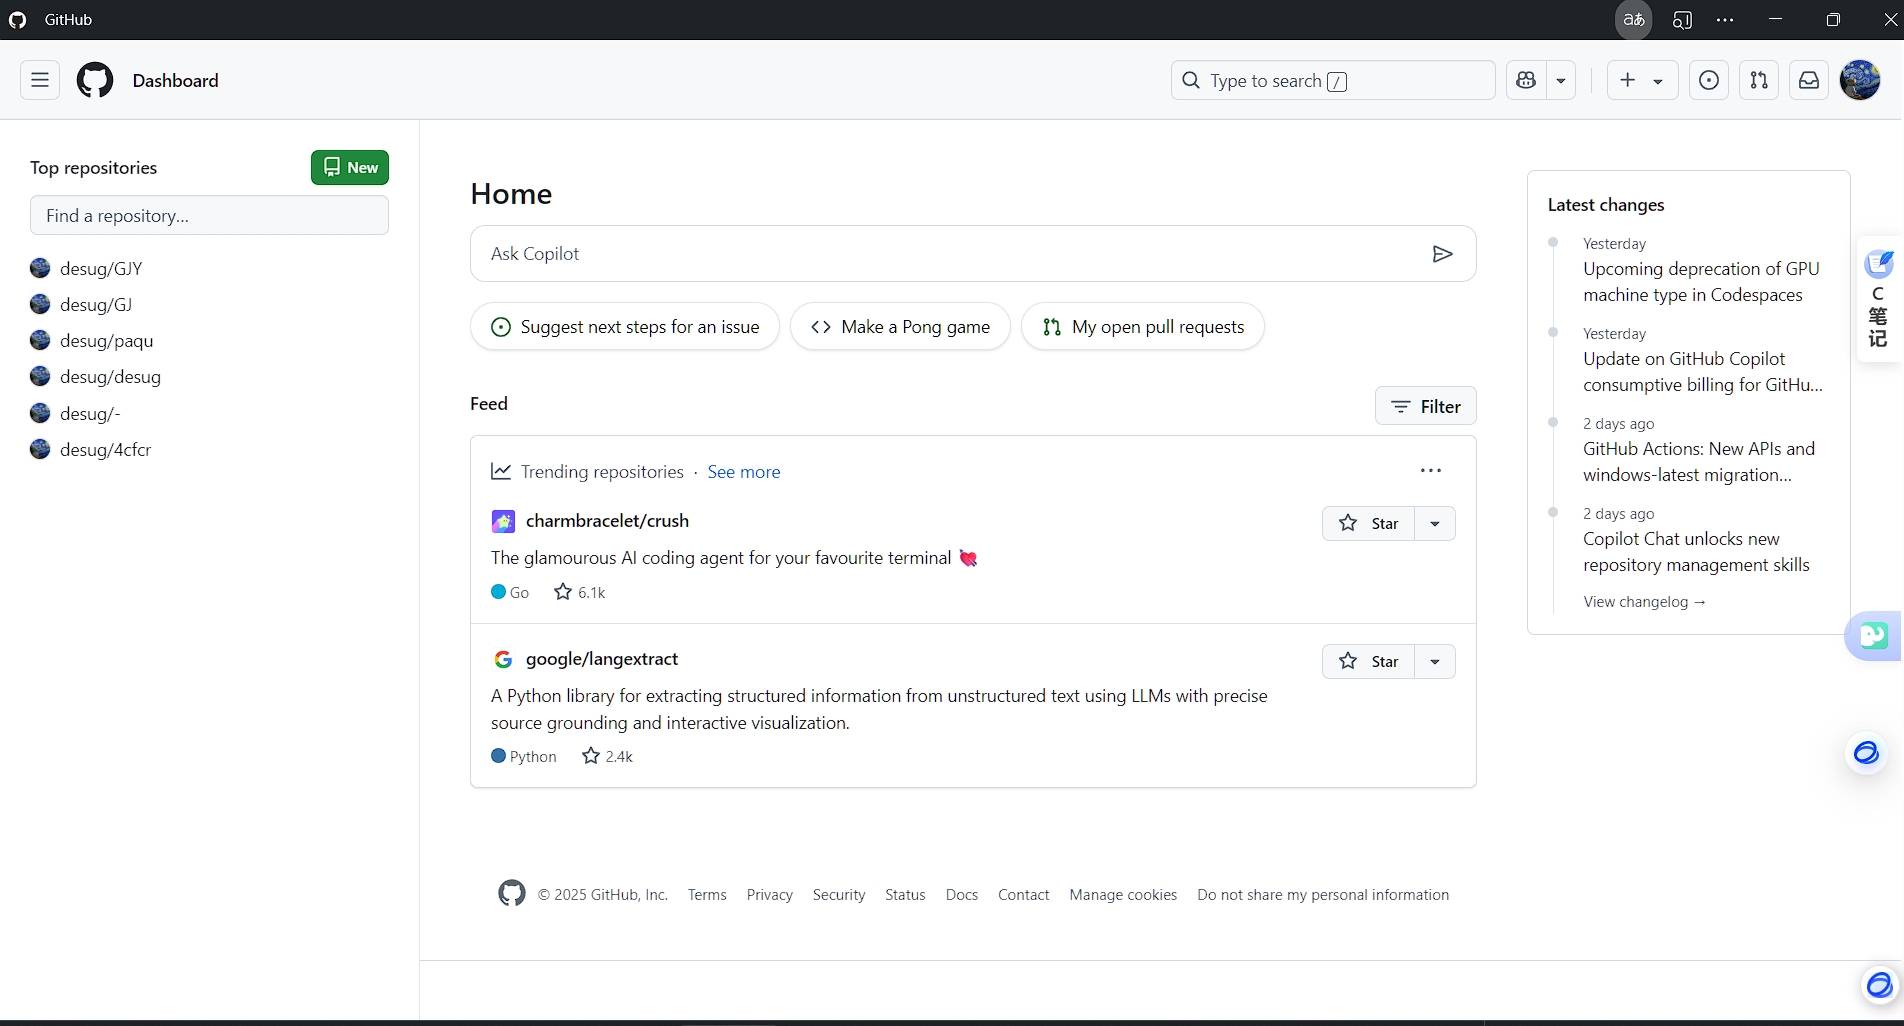 GitHub
aあ
Dashboard
Type to search /
Top repositories
New
Find a repository...
desug/GJY
desug/GJ
desug/paqu
desug/desug
desug/-
desug/4cfcr
Home
Ask Copilot
Suggest next steps for an issue
Make a Pong game
My open pull requests
Feed
Filter
Trending repositories · See more
charmbracelet/crush
Star
The glamourous AI coding agent for your favourite terminal 💘
Go 6.1k
google/langextract
Star
A Python library for extracting structured information from unstructured text using LLMs with precise
source grounding and interactive visualization.
Python 2.4k
Latest changes
Yesterday
Upcoming deprecation of GPU
machine type in Codespaces
Yesterday
Update on GitHub Copilot
consumptive billing for GitHu...
2 days ago
GitHub Actions: New APIs and
windows-latest migration...
2 days ago
Copilot Chat unlocks new
repository management skills
View changelog →
C
笔
记
© 2025 GitHub, Inc. Terms Privacy Security Status Docs Contact Manage cookies Do not share my personal information